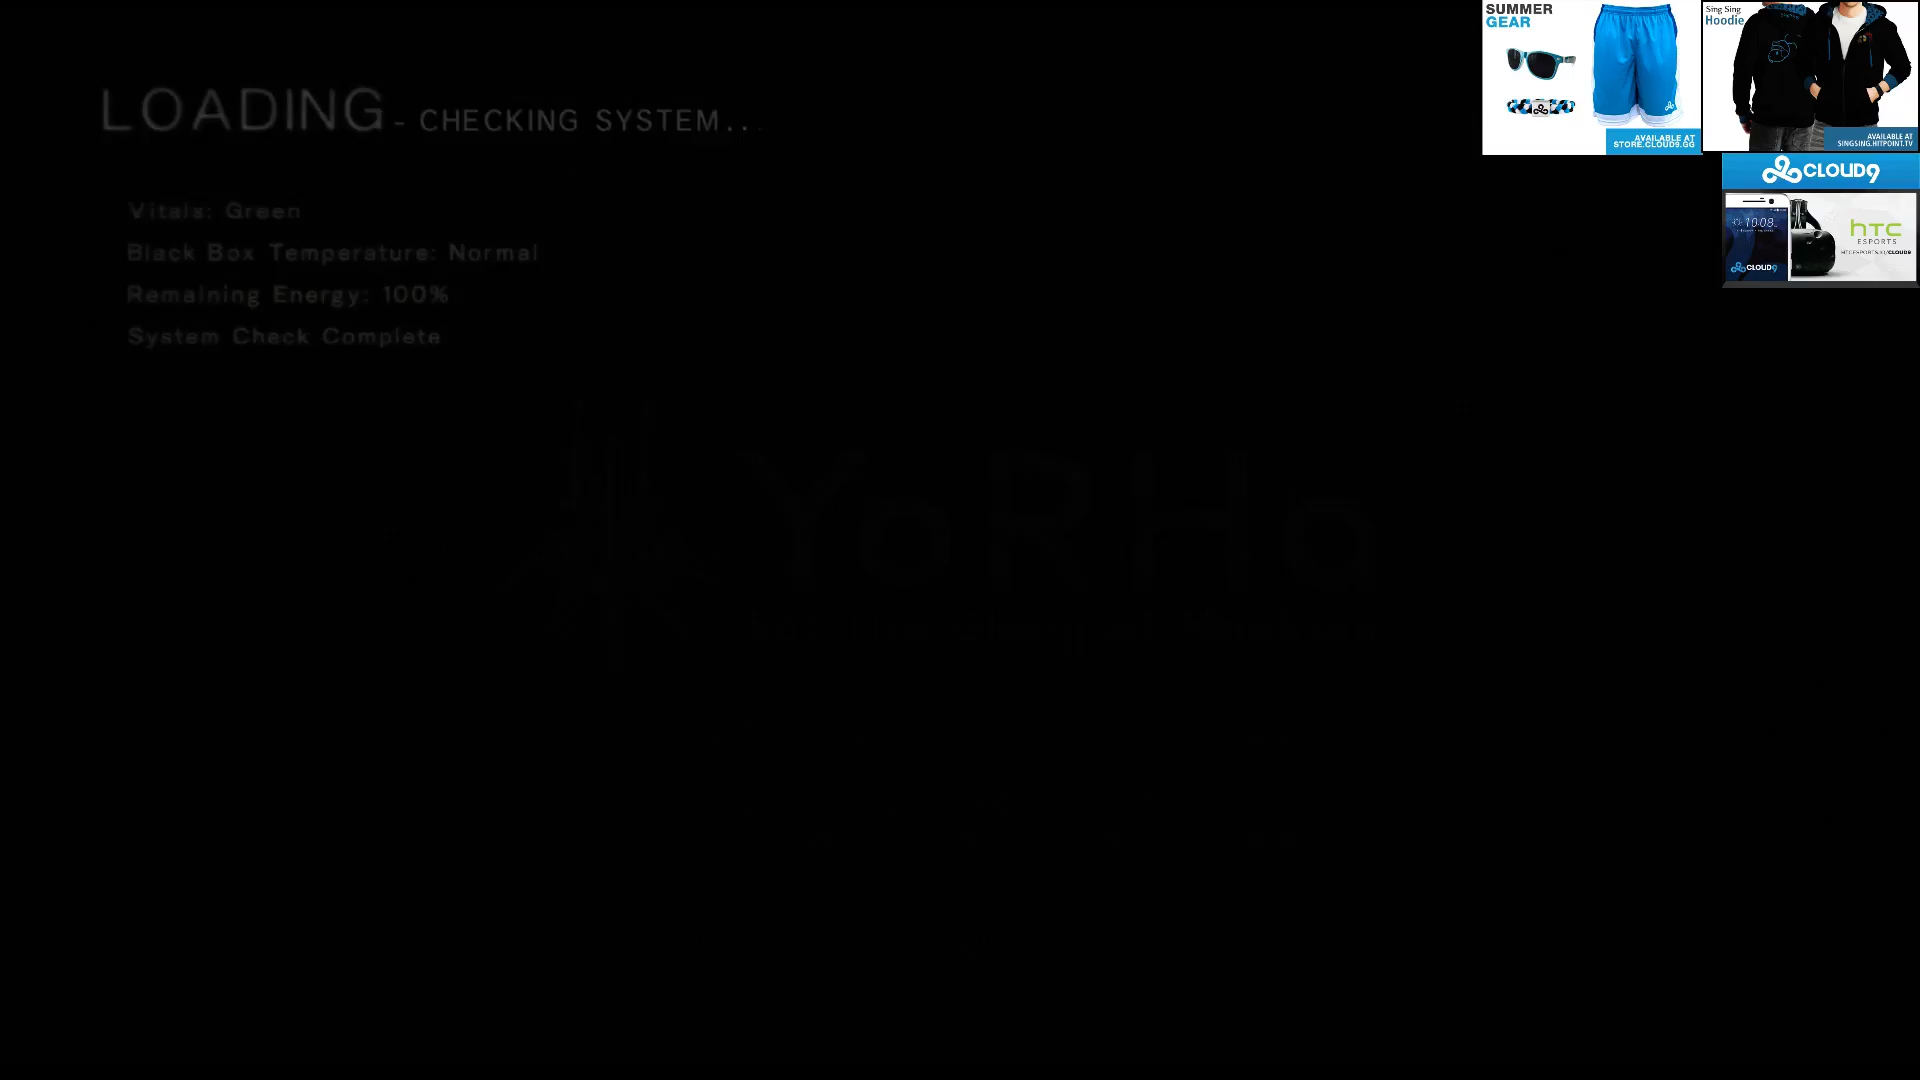 LOADING - CHECKING SYSTEM...
Vitals: Green
Black Box Temperature: Normal
Remaining Energy: 100%
System Check Complete
YoRHa
SUMMER
GEAR
AVAILABLE AT
STORE.CLOUD9.GG
Sing Sing
Hoodie
AVAILABLE AT
SINGSING.HITPOINT.TV
CLOUD9
10:08
CLOUD9
hTC
ESPORTS